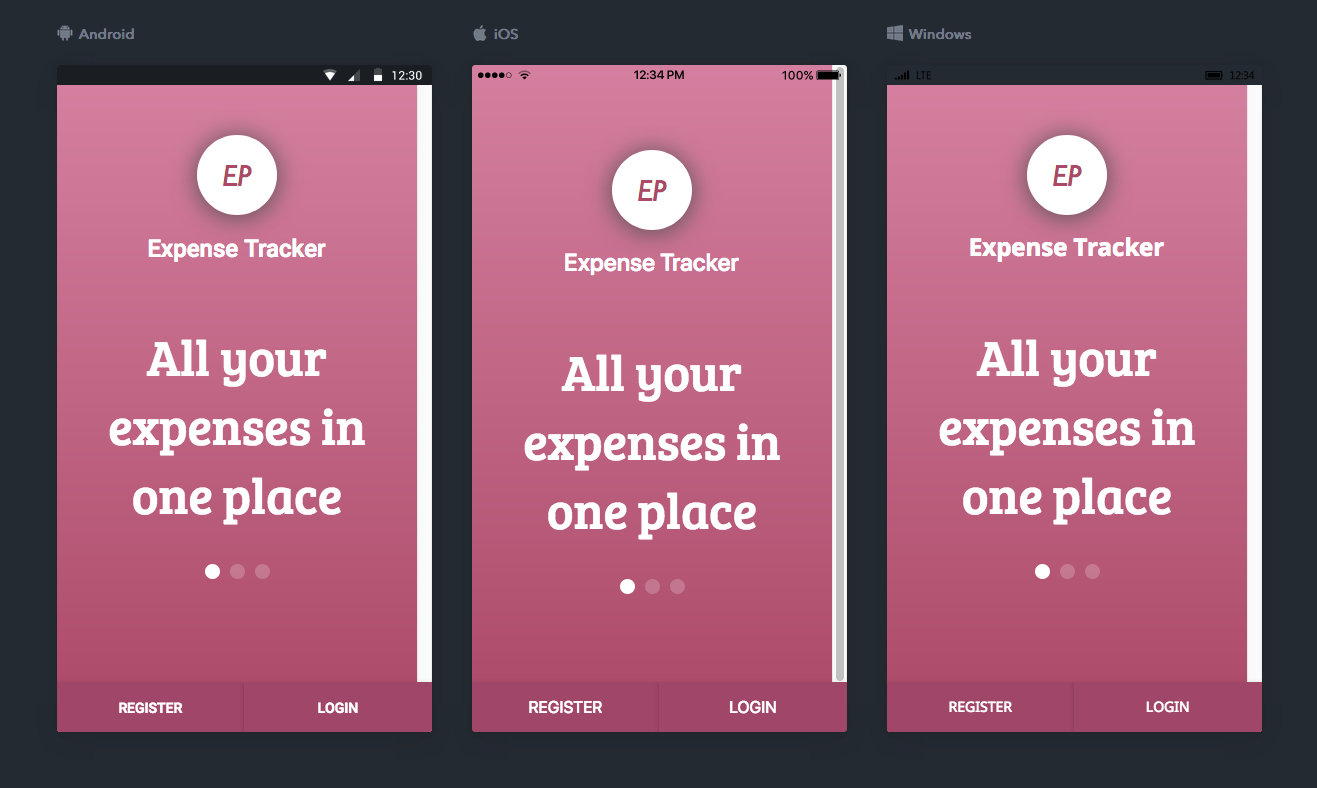 Android
12:30
EP
Expense Tracker
All your
expenses in
one place
REGISTER
LOGIN
iOS
12:34 PM
100%
EP
Expense Tracker
All your
expenses in
one place
REGISTER
LOGIN
Windows
LTE
12:34
EP
Expense Tracker
All your
expenses in
one place
REGISTER
LOGIN